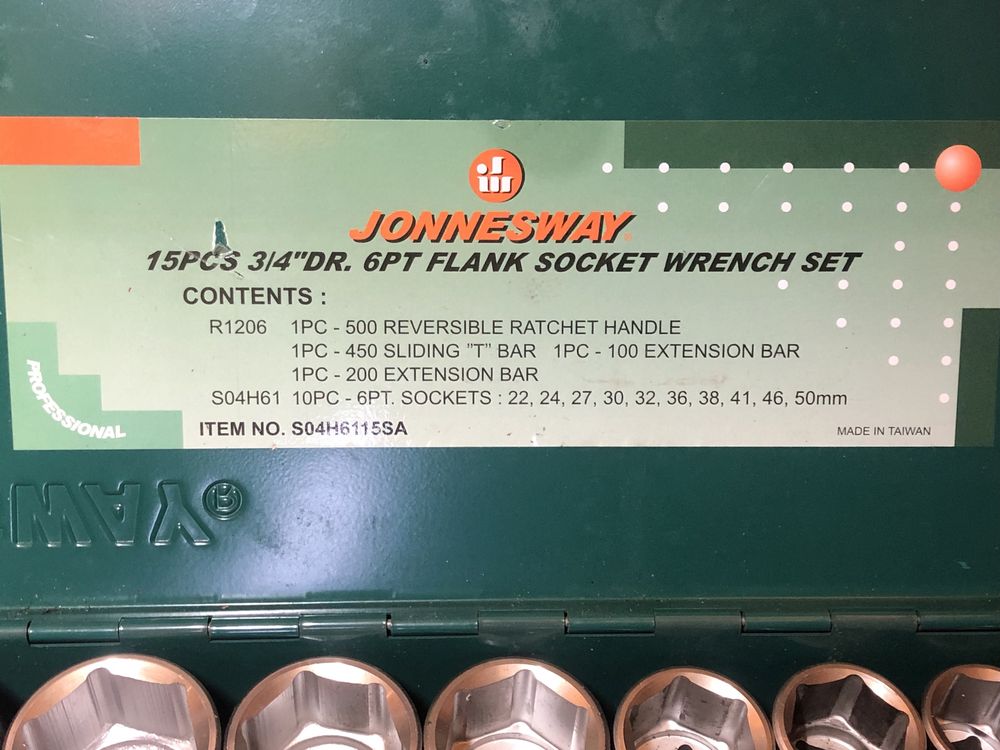 JONNESWAY®
15PCS 3/4"DR. 6PT FLANK SOCKET WRENCH SET
CONTENTS :
R1206 1PC - 500 REVERSIBLE RATCHET HANDLE
1PC - 450 SLIDING ”T” BAR 1PC - 100 EXTENSION BAR
1PC - 200 EXTENSION BAR
S04H61 10PC - 6PT. SOCKETS : 22, 24, 27, 30, 32, 36, 38, 41, 46, 50mm
ITEM NO. S04H6115SA
MADE IN TAIWAN
PROFESSIONAL
WAY®